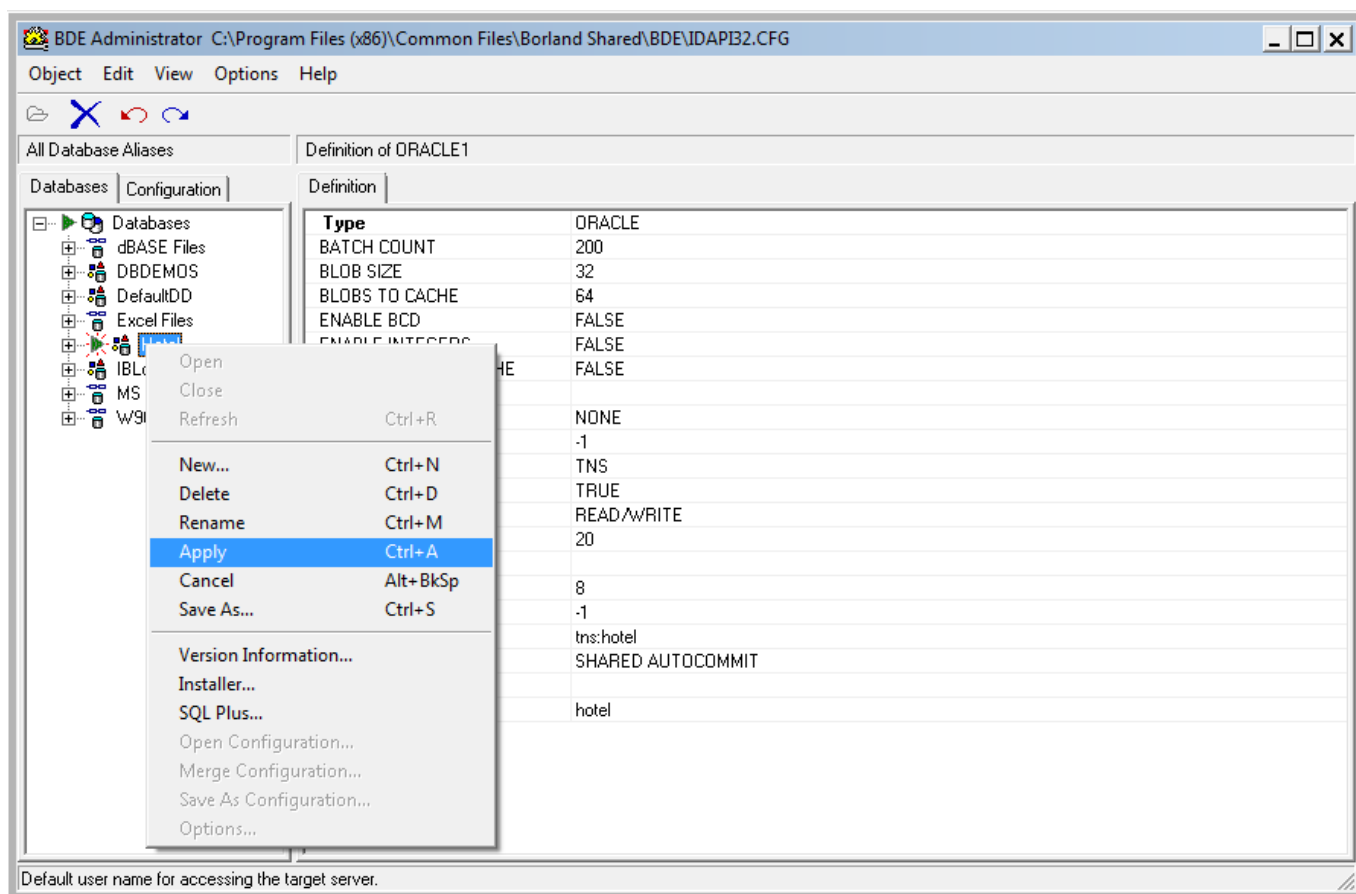 BDE Administrator C:\Program Files (x86)\Common Files\Borland Shared\BDE\IDAPI32.CFG
Object Edit View Options Help
All Database Aliases
Definition of ORACLE1
Databases Configuration
Definition
Databases
dBASE Files
DBDEMOS
DefaultDD
Excel Files
Hotel
MS
Open
Close
Refresh Ctrl+R
New... Ctrl+N
Delete Ctrl+D
Rename Ctrl+M
Apply Ctrl+A
Cancel Alt+BkSp
Save As... Ctrl+S
Version Information...
Installer...
SQL Plus...
Open Configuration...
Merge Configuration...
Save As Configuration...
Options...
Type ORACLE
BATCH COUNT 200
BLOB SIZE 32
BLOBS TO CACHE 64
ENABLE BCD FALSE
ENABLE INTEGERS FALSE
FALSE
NONE
-1
TNS
TRUE
READ/WRITE
20
8
-1
tns:hotel
SHARED AUTOCOMMIT
hotel
Default user name for accessing the target server.